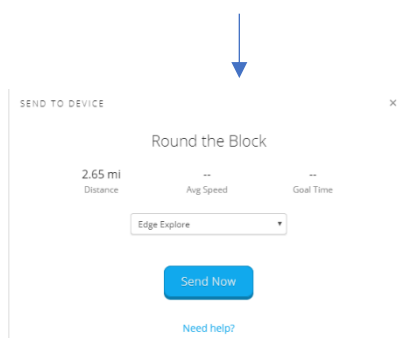 SEND TO DEVICE ×
Round the Block
2.65 mi -- --
Distance Avg Speed Goal Time
Edge Explore
Send Now
Need help?